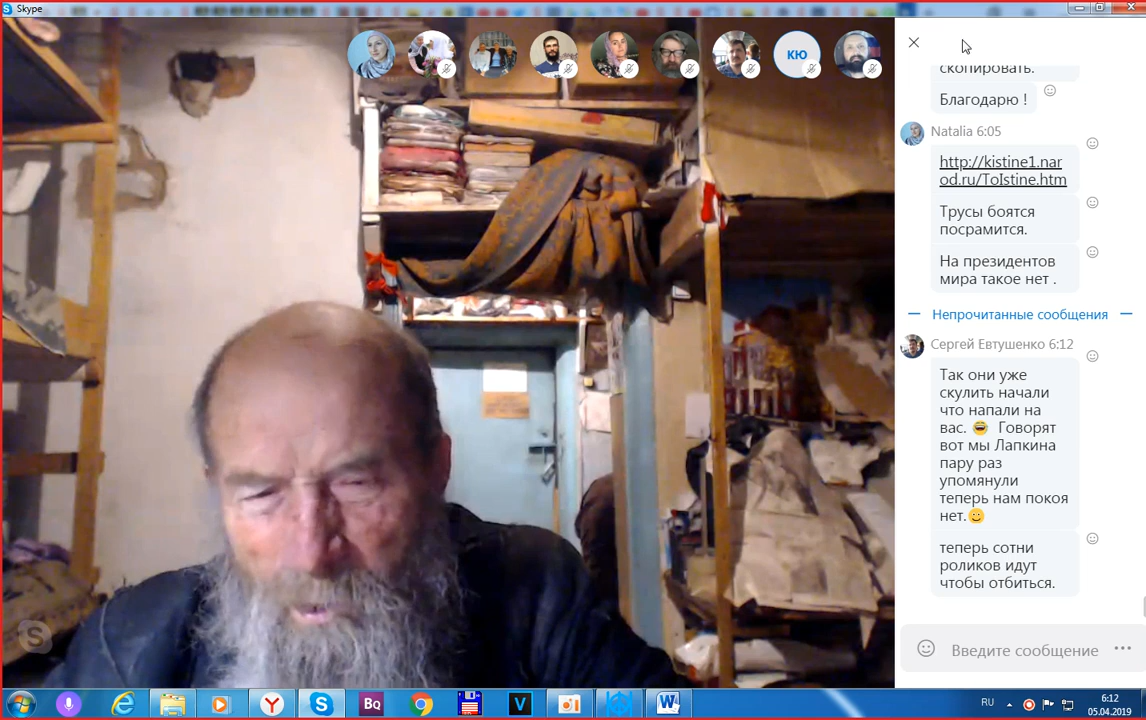 Skype
КЮ
скопировать.
Благодарю !
Natalia 6:05
http://kistine1.nar
od.ru/ToIstine.htm
Трусы боятся
посрамится.
На президентов
мира такое нет .
Непрочитанные сообщения
Сергей Евтушенко 6:12
Так они уже
скулить начали
что напали на
вас. 😄 Говорят
вот мы Лапкина
пару раз
упомянули
теперь нам покоя
нет.🙂
теперь сотни
роликов идут
чтобы отбиться.
Введите сообщение
Bq
V
W
RU
6:12
05.04.2019